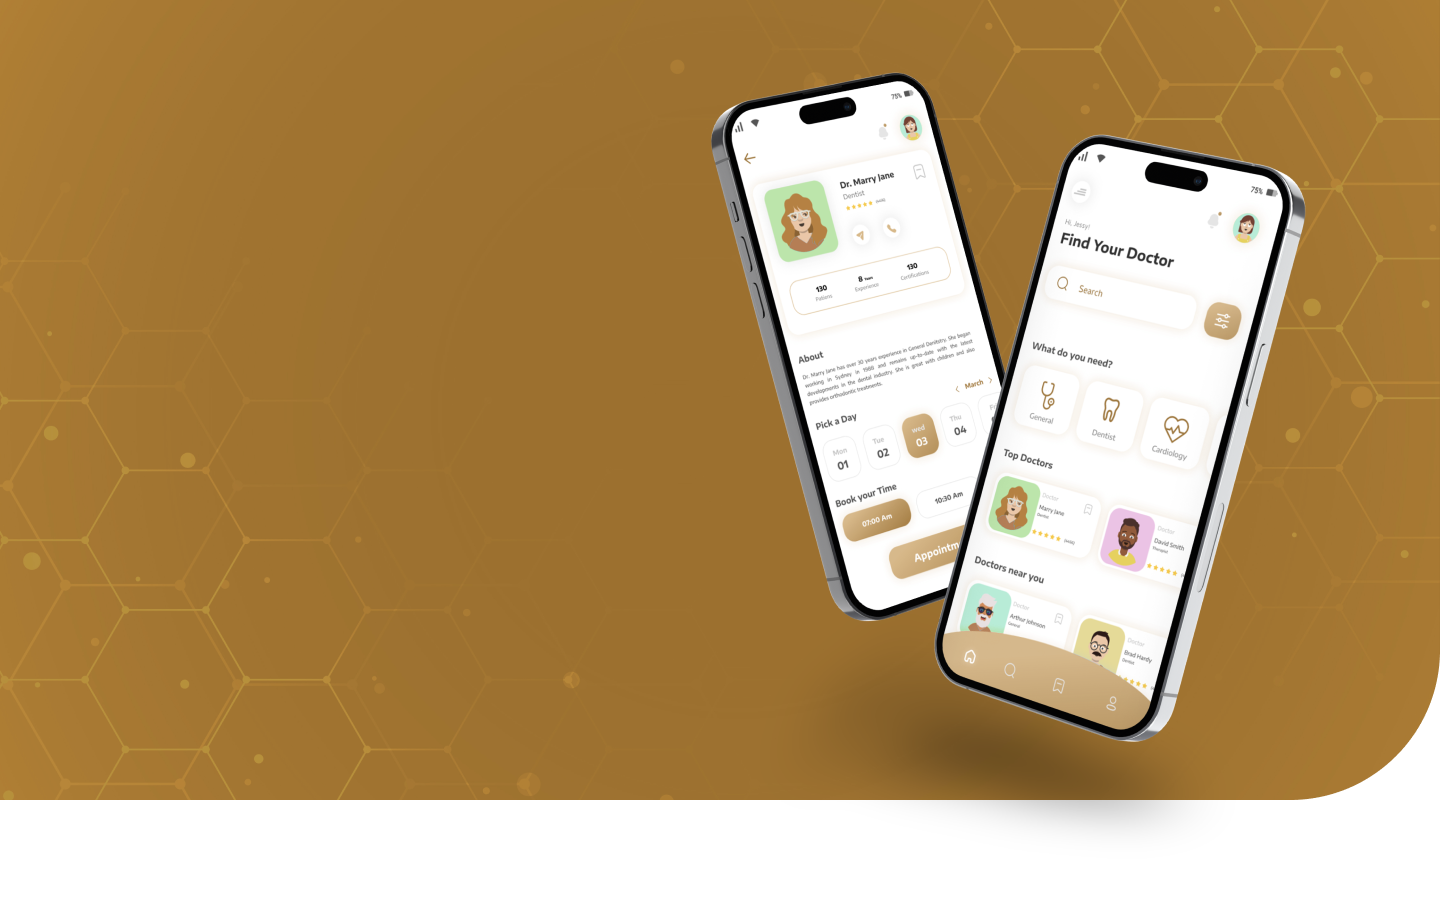 75%
Dr. Marry Jane
Dentist
130
Patians
8 Years
Experience
130
Certifications
About
Dr. Marry Jane has over 30 years experience in General Dentistry. She began
working in Sydney in 1988 and remains up-to-date with the latest
developments in the dental industry. She is great with children and also
provides orthodontic treatments.
March
Pick a Day
Mon
01
Tue
02
wed
03
Thu
04
Book your Time
07:00 Am
10:30 Am
Appointm
75%
Hi, Jessy!
Find Your Doctor
Search
What do you need?
General
Dentist
Cardiology
Top Doctors
Doctor
Marry Jane
Dentist
Doctor
David Smith
Therapist
Doctors near you
Doctor
Arthur Johnson
General
Doctor
Brad Hardy
Dentist